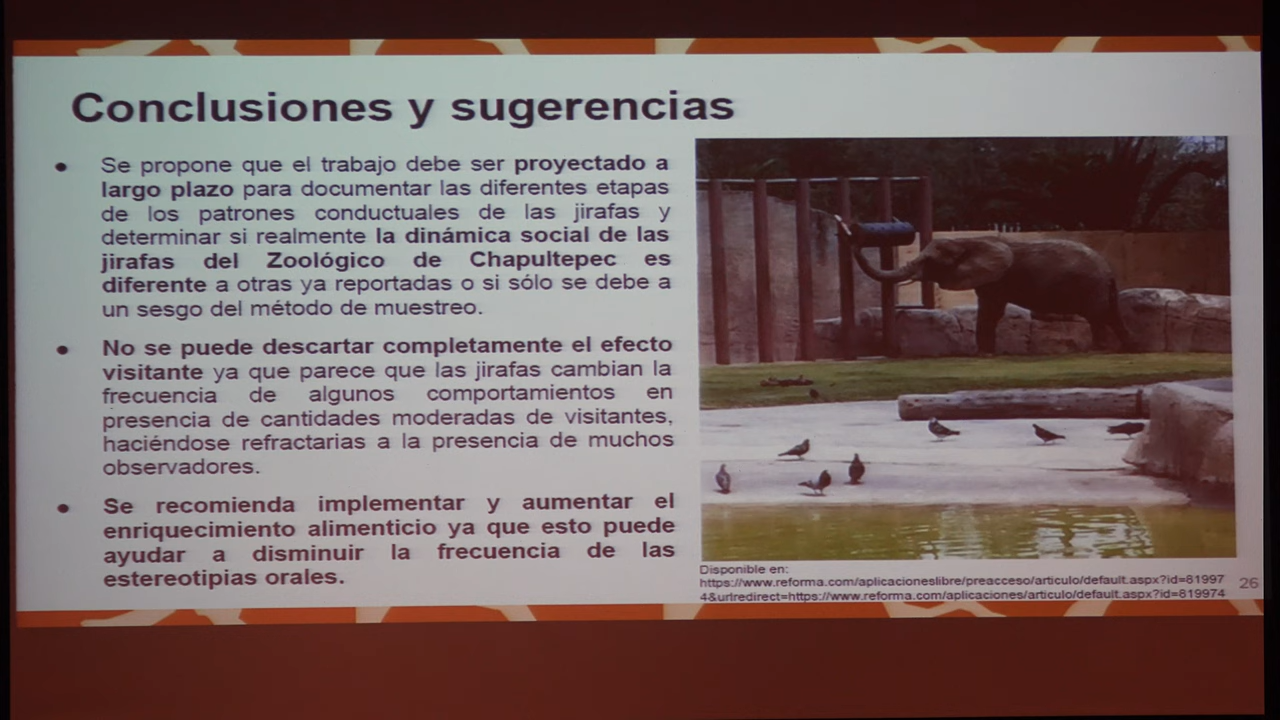 Conclusiones y sugerencias
● Se propone que el trabajo debe ser proyectado a
largo plazo para documentar las diferentes etapas
de los patrones conductuales de las jirafas y
determinar si realmente la dinámica social de las
jirafas del Zoológico de Chapultepec es
diferente a otras ya reportadas o si sólo se debe a
un sesgo del método de muestreo.
● No se puede descartar completamente el efecto
visitante ya que parece que las jirafas cambian la
frecuencia de algunos comportamientos en
presencia de cantidades moderadas de visitantes,
haciéndose refractarias a la presencia de muchos
observadores.
● Se recomienda implementar y aumentar el
enriquecimiento alimenticio ya que esto puede
ayudar a disminuir la frecuencia de las
estereotipias orales.
Disponible en:
https://www.reforma.com/aplicacioneslibre/preacceso/articulo/default.aspx?id=81997
4&urlredirect=https://www.reforma.com/aplicaciones/articulo/default.aspx?id=819974
26